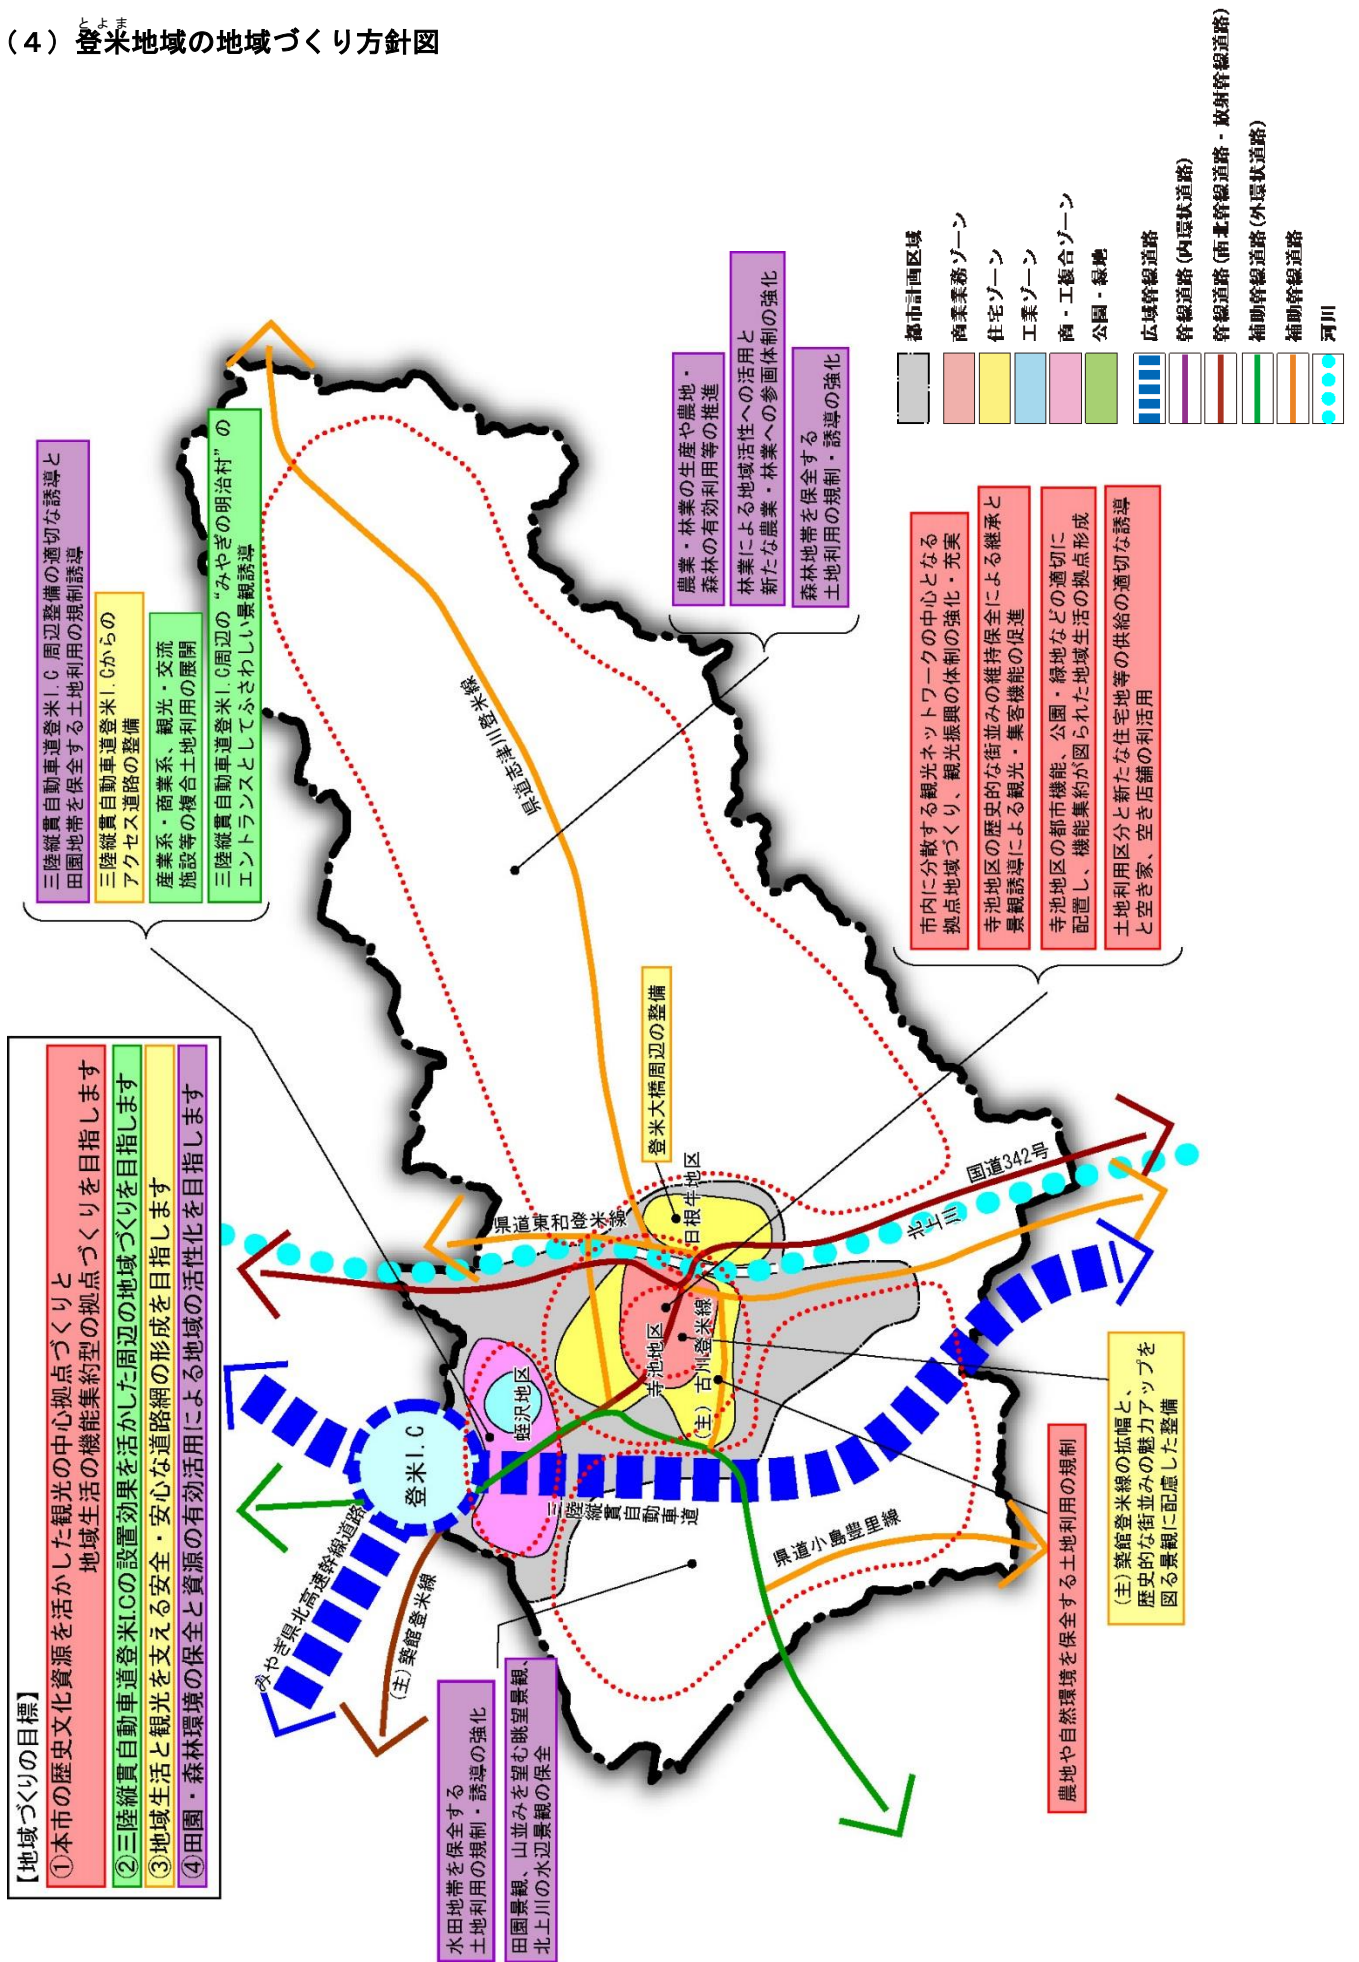 （４）登米地域の地域づくり方針図
とよま
【地域づくりの目標】
①本市の歴史文化資源を活かした観光の中心拠点づくりと
地域生活の機能集約型の拠点づくりを目指します
②三陸縦貫自動車道登米I.Cの設置効果を活かした周辺の地域づくりを目指します
③地域生活と観光を支える安全・安心な道路網の形成を目指します
④田園・森林環境の保全と資源の有効活用による地域の活性化を目指します
三陸縦貫自動車道登米I.C 周辺整備の適切な誘導と
田園地帯を保全する土地利用の規制誘導
三陸縦貫自動車道登米I.Cからの
アクセス道路の整備
産業系・商業系、観光・交流
施設等の複合土地利用の展開
三陸縦貫自動車道登米I.C周辺の“みやぎの明治村”の
エントランスとしてふさわしい景観誘導
農業・林業の生産や農地・
森林の有効利用等の推進
林業による地域活性への活用と
新たな農業・林業への参画体制の強化
森林地帯を保全する
土地利用の規制・誘導の強化
市内に分散する観光ネットワークの中心となる
拠点地域づくり、観光振興の体制の強化・充実
寺池地区の歴史的な街並みの維持保全による継承と
景観誘導による観光・集客機能の促進
寺池地区の都市機能、公園・緑地などの適切に
配置し、機能集約が図られた地域生活の拠点形成
土地利用区分と新たな住宅地等の供給の適切な誘導
と空き家、空き店舗の利活用
登米大橋周辺の整備
(主)築館登米線の拡幅と、
歴史的な街並みの魅力アップを
図る景観に配慮した整備
農地や自然環境を保全する土地利用の規制
水田地帯を保全する
土地利用の規制・誘導の強化
田園景観、山並みを望む眺望景観、
北上川の水辺景観の保全
県道志津川登米線
県道東和登米線
日根牛地区
国道342号
北上川
寺池地区
(主)古川登米線
蛭沢地区
登米I.C
三陸縦貫自動車道
みやぎ県北高速幹線道路
(主)築館登米線
県道小島豊里線
都市計画区域
商業業務ゾーン
住宅ゾーン
工業ゾーン
商・工複合ゾーン
公園・緑地
広域幹線道路
幹線道路(内環状道路)
幹線道路(南北幹線道路・放射幹線道路)
補助幹線道路(外環状道路)
補助幹線道路
河川